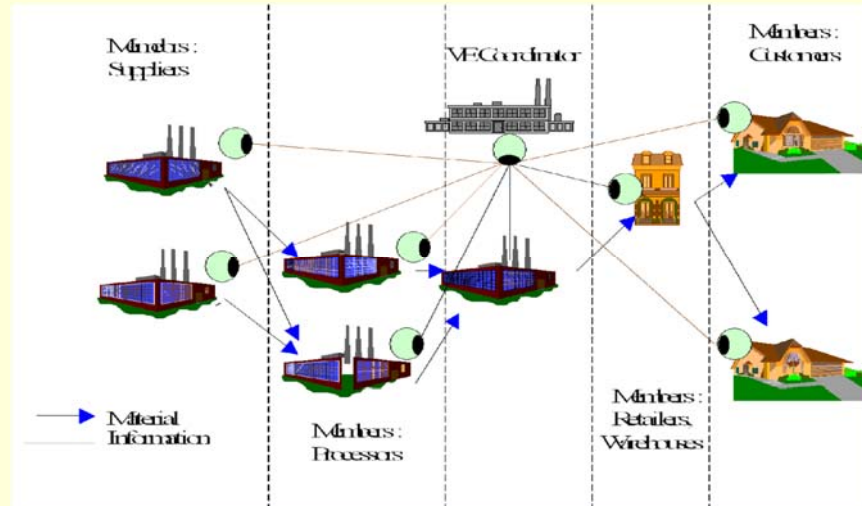 Members :
Suppliers
VE Coordinator
Members :
Customers
Members :
Retailers,
Warehouses
Members :
Processors
Material
Information